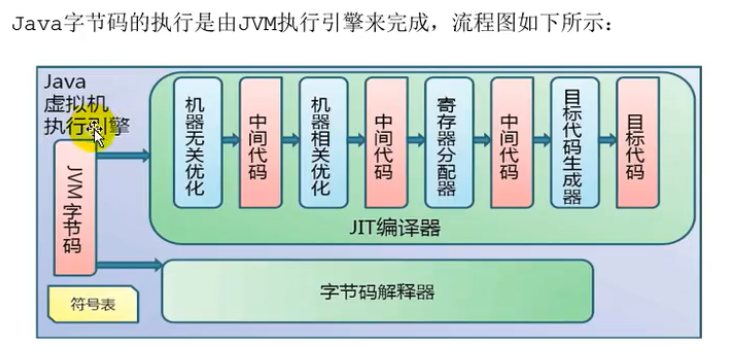 Java字节码的执行是由JVM执行引擎来完成，流程图如下所示：
Java
虚拟机
执行引擎
机器无关优化
中间代码
机器相关优化
中间代码
寄存器分配器
中间代码
目标代码生成器
目标代码
JVM字节码
JIT编译器
字节码解释器
符号表